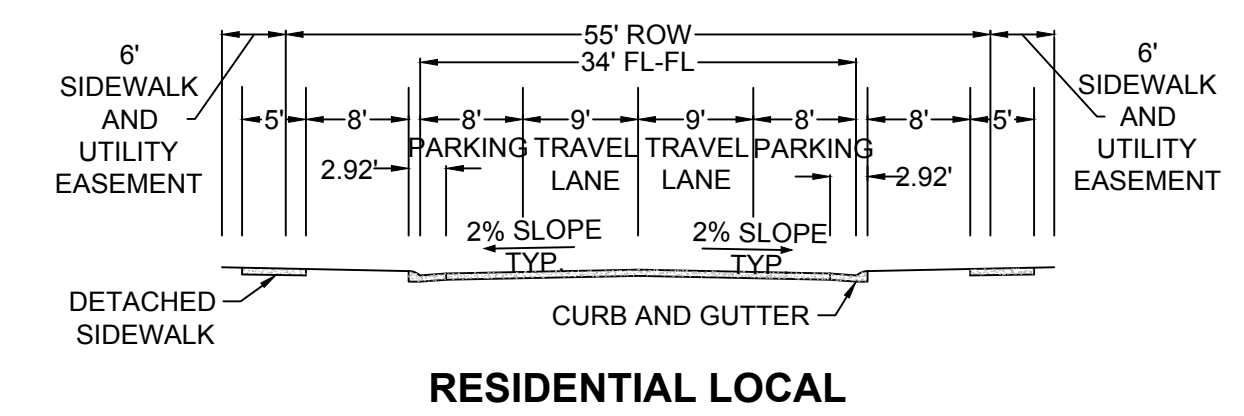 55' ROW
34' FL-FL
6'
SIDEWALK
AND
UTILITY
EASEMENT
6'
SIDEWALK
AND
UTILITY
EASEMENT
5' 8' 8' 9' 9' 8' 8' 5'
PARKING TRAVEL TRAVEL PARKING
LANE LANE
2.92' 2.92'
2% SLOPE
TYP.
2% SLOPE
TYP
DETACHED
SIDEWALK
CURB AND GUTTER
RESIDENTIAL LOCAL